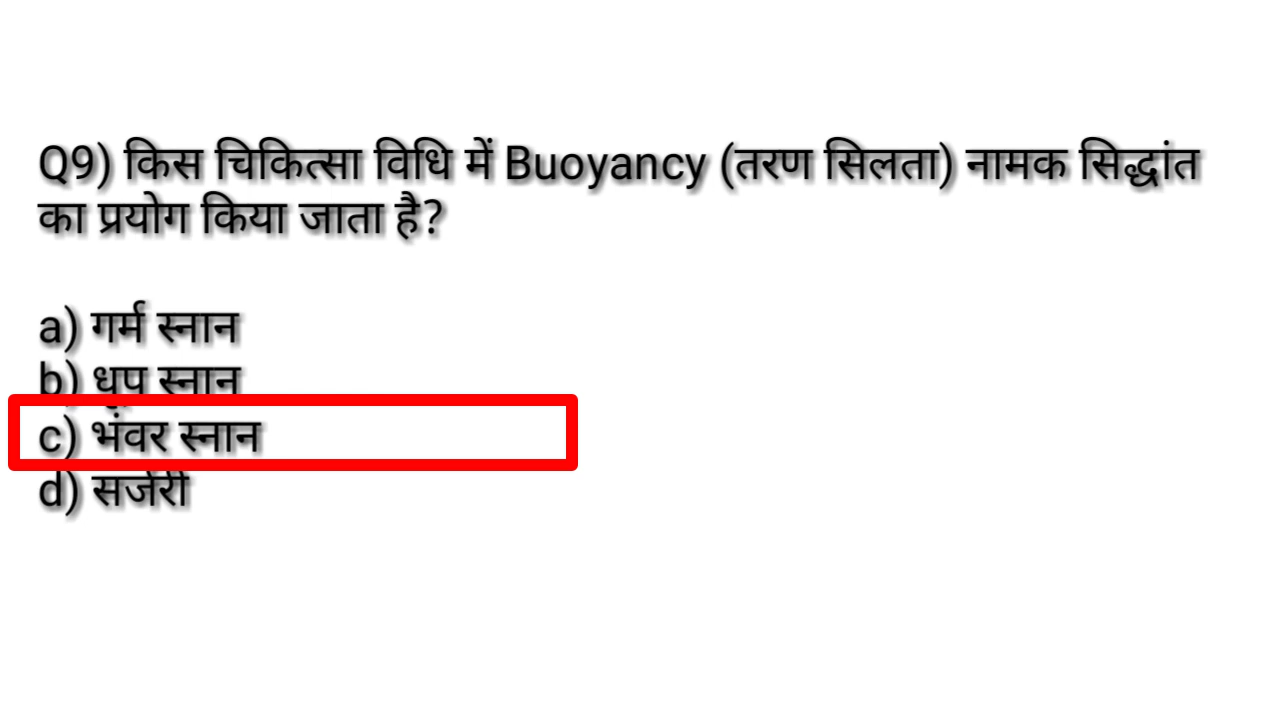 Q9) किस चिकित्सा विधि में Buoyancy (तरण सिलता) नामक सिद्धांत
का प्रयोग किया जाता है?
a) गर्म स्नान
b) धूप स्नान
c) भंवर स्नान
d) सर्जरी